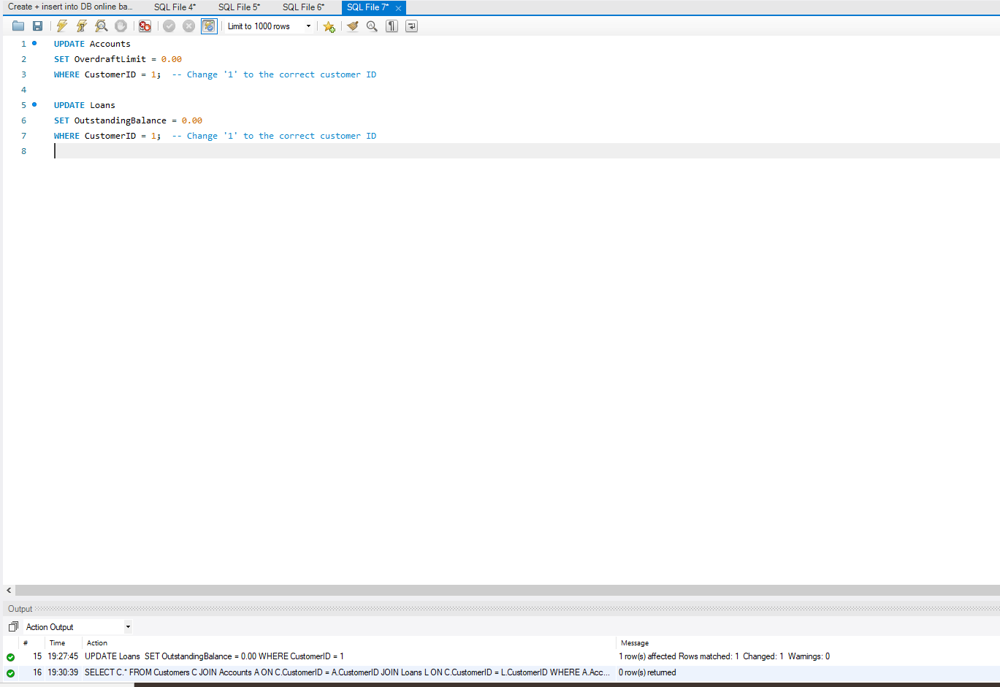 Create + insert into DB online ba... SQL File 4* SQL File 5* SQL File 6* SQL File 7*
Limit to 1000 rows
1 UPDATE Accounts
2 SET OverdraftLimit = 0.00
3 WHERE CustomerID = 1; -- Change '1' to the correct customer ID
4
5 UPDATE Loans
6 SET OutstandingBalance = 0.00
7 WHERE CustomerID = 1; -- Change '1' to the correct customer ID
8
Output
Action Output
# Time Action Message
15 19:27:45 UPDATE Loans SET OutstandingBalance = 0.00 WHERE CustomerID = 1 1 row(s) affected Rows matched: 1 Changed: 1 Warnings: 0
16 19:30:39 SELECT C.* FROM Customers C JOIN Accounts A ON C.CustomerID = A.CustomerID JOIN Loans L ON C.CustomerID = L.CustomerID WHERE A.Acc... 0 row(s) returned